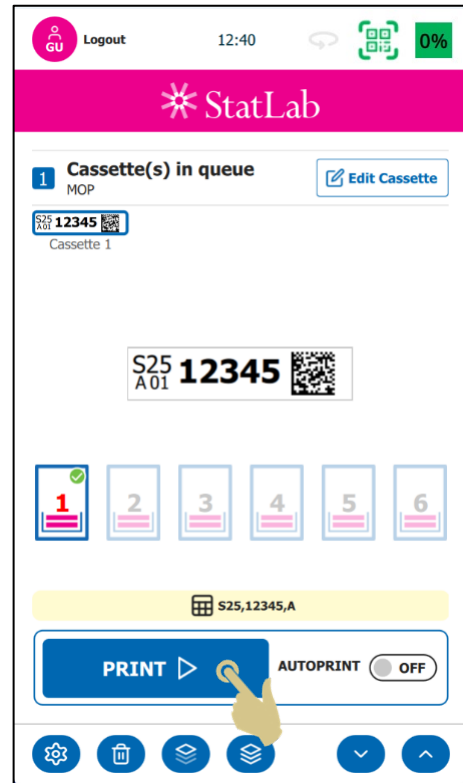 GU Logout 12:40 0%
StatLab
1 Cassette(s) in queue
MOP
Edit Cassette
S25 12345
A01
Cassette 1
S25 12345
A01
1 2 3 4 5 6
S25,12345,A
PRINT AUTOPRINT OFF